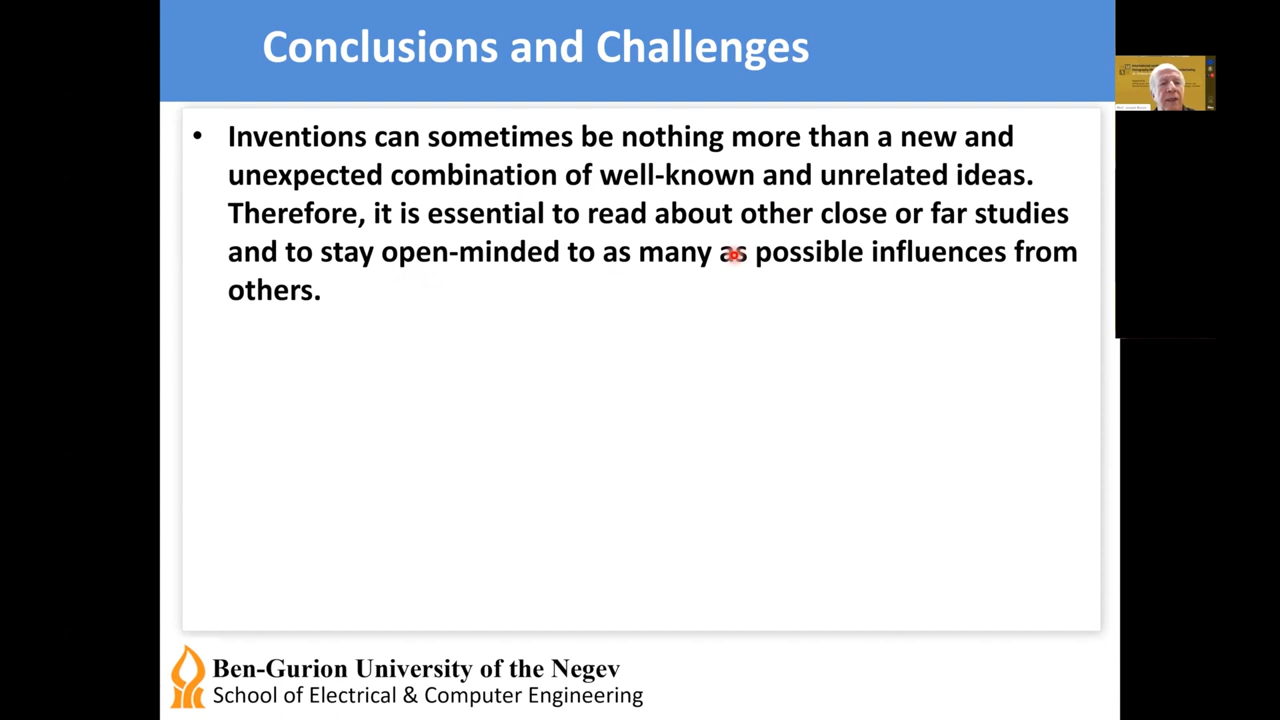 Conclusions and Challenges
• Inventions can sometimes be nothing more than a new and
unexpected combination of well-known and unrelated ideas.
Therefore, it is essential to read about other close or far studies
and to stay open-minded to as many as possible influences from
others.
Ben-Gurion University of the Negev
School of Electrical & Computer Engineering